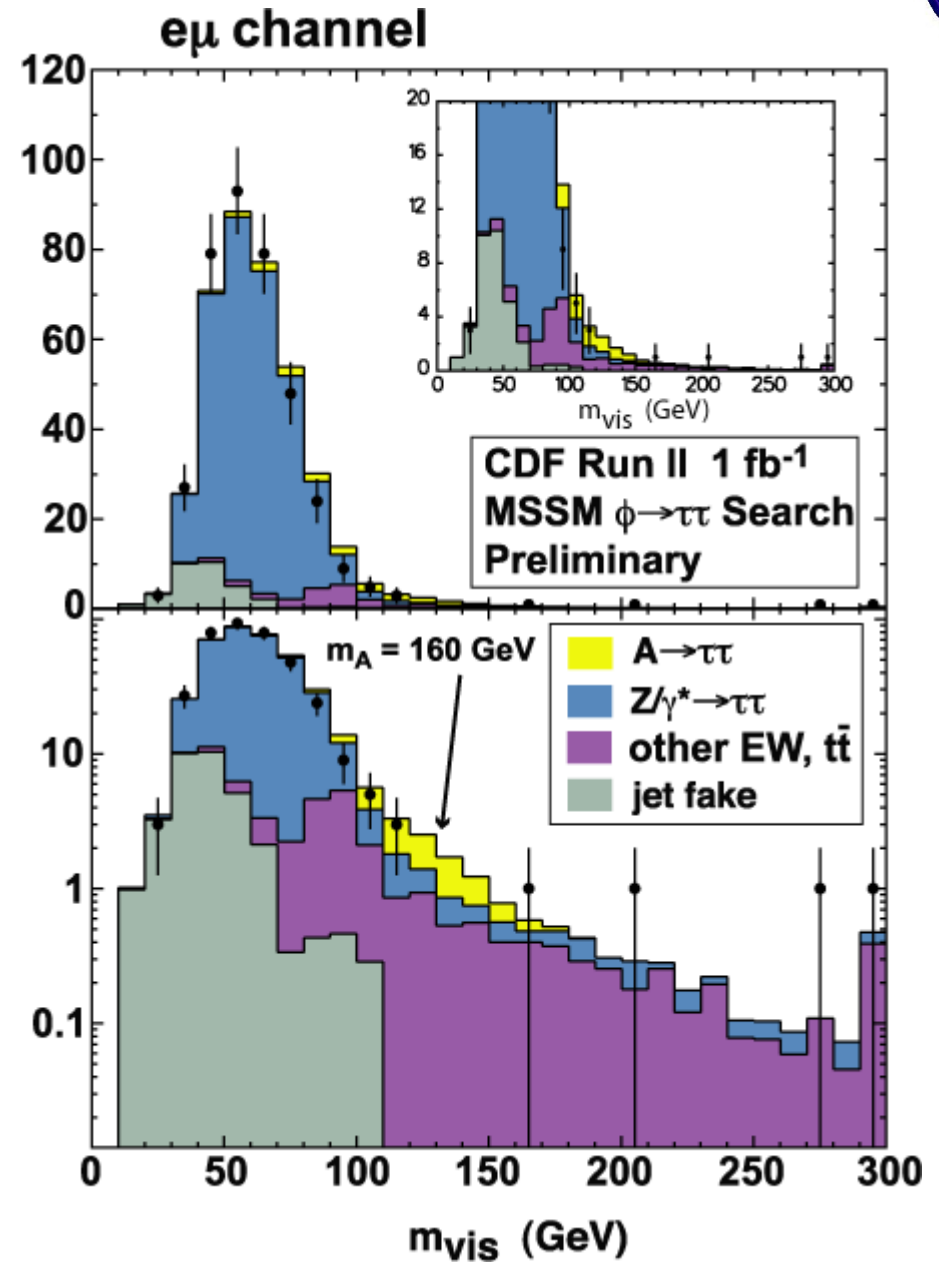 eμ channel
120
100
80
60
40
20
0
20
16
12
8
4
0
0 50 100 150 200 250 300
m_vis (GeV)
CDF Run II 1 fb⁻¹
MSSM ϕ→ττ Search
Preliminary
m_A = 160 GeV
A→ττ
Z/γ*→ττ
other EW, tt̄
jet fake
10
1
0.1
0 50 100 150 200 250 300
m_vis (GeV)